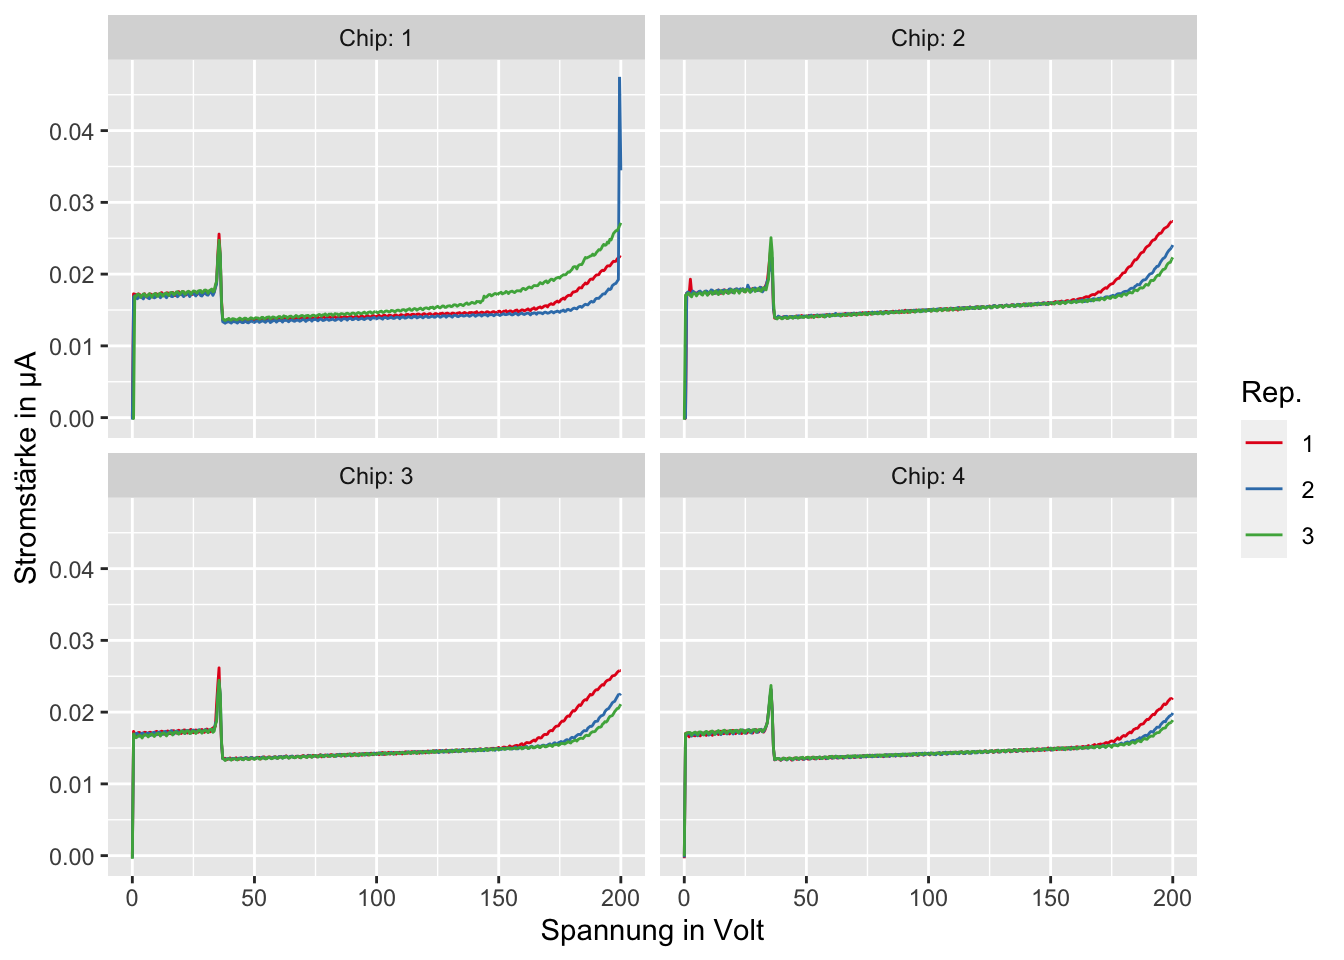 Chip: 1
Chip: 2
0.04
0.03
0.02
0.01
0.00
Chip: 3
Chip: 4
0.04
0.03
0.02
0.01
0.00
0 50 100 150 200
0 50 100 150 200
Spannung in Volt
Stromstärke in µA
Rep.
1
2
3